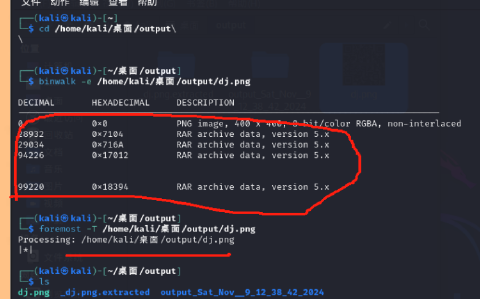 文件 动作 编辑 查看 帮助
(kali㉿kali)-[~]
cd /home/kali/桌面/output\
\
(kali㉿kali)-[~/桌面/output]
binwalk -e /home/kali/桌面/output/dj.png
DECIMAL HEXADECIMAL DESCRIPTION
0 0×0 PNG image, 400 x 400, 8-bit/color RGBA, non-interlaced
28932 0×7104 RAR archive data, version 5.x
29034 0×716A RAR archive data, version 5.x
94226 0×17012 RAR archive data, version 5.x
99220 0×18394 RAR archive data, version 5.x
(kali㉿kali)-[~/桌面/output]
foremost -T /home/kali/桌面/output/dj.png
Processing: /home/kali/桌面/output/dj.png
|*|
(kali㉿kali)-[~/桌面/output]
ls
dj.png _dj.png.extracted output_Sat_Nov__9_12_38_42_2024